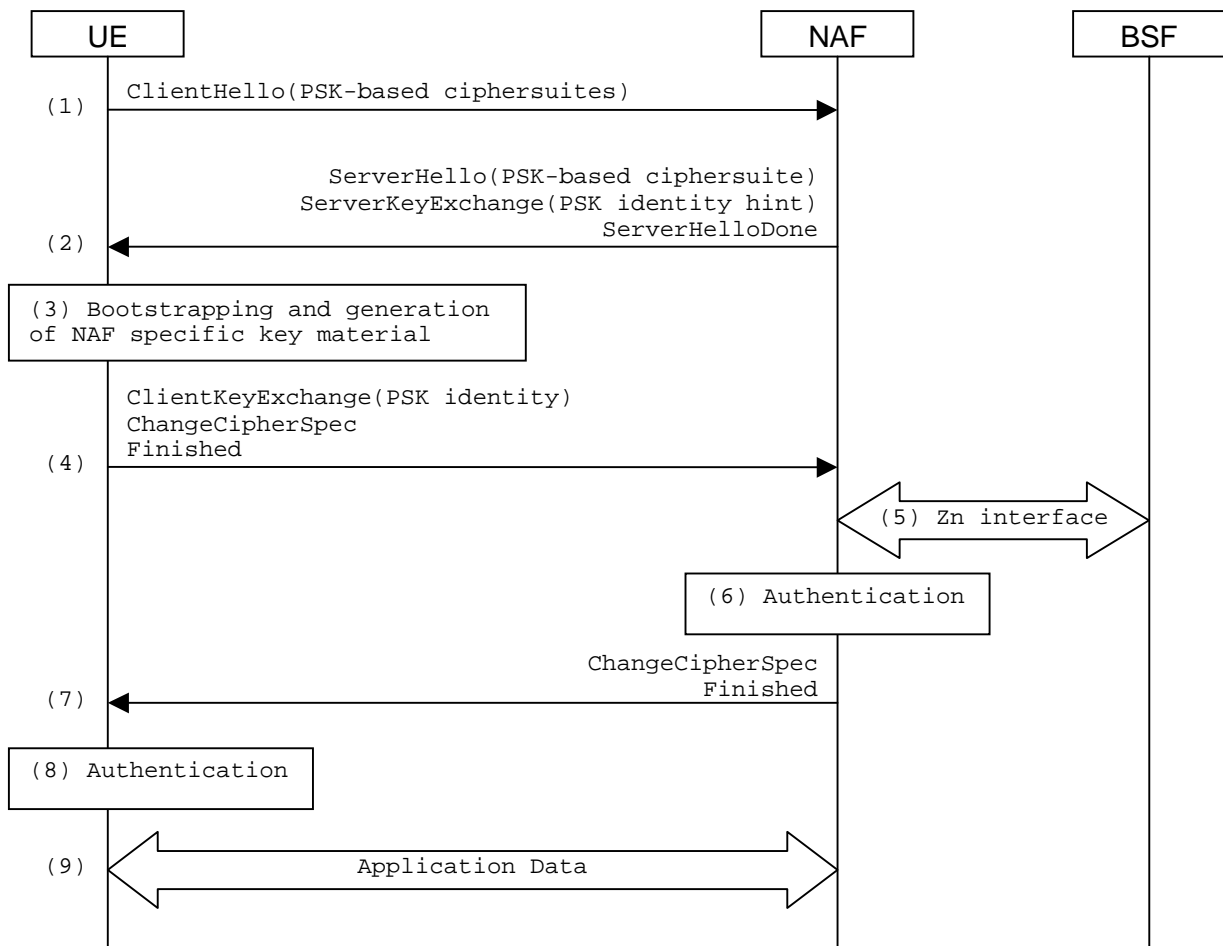 UE
NAF
BSF
(1)
ClientHello(PSK-based ciphersuites)
ServerHello(PSK-based ciphersuite)
ServerKeyExchange(PSK identity hint)
ServerHelloDone
(2)
(3) Bootstrapping and generation
of NAF specific key material
ClientKeyExchange(PSK identity)
ChangeCipherSpec
Finished
(4)
(5) Zn interface
(6) Authentication
ChangeCipherSpec
Finished
(7)
(8) Authentication
(9)
Application Data